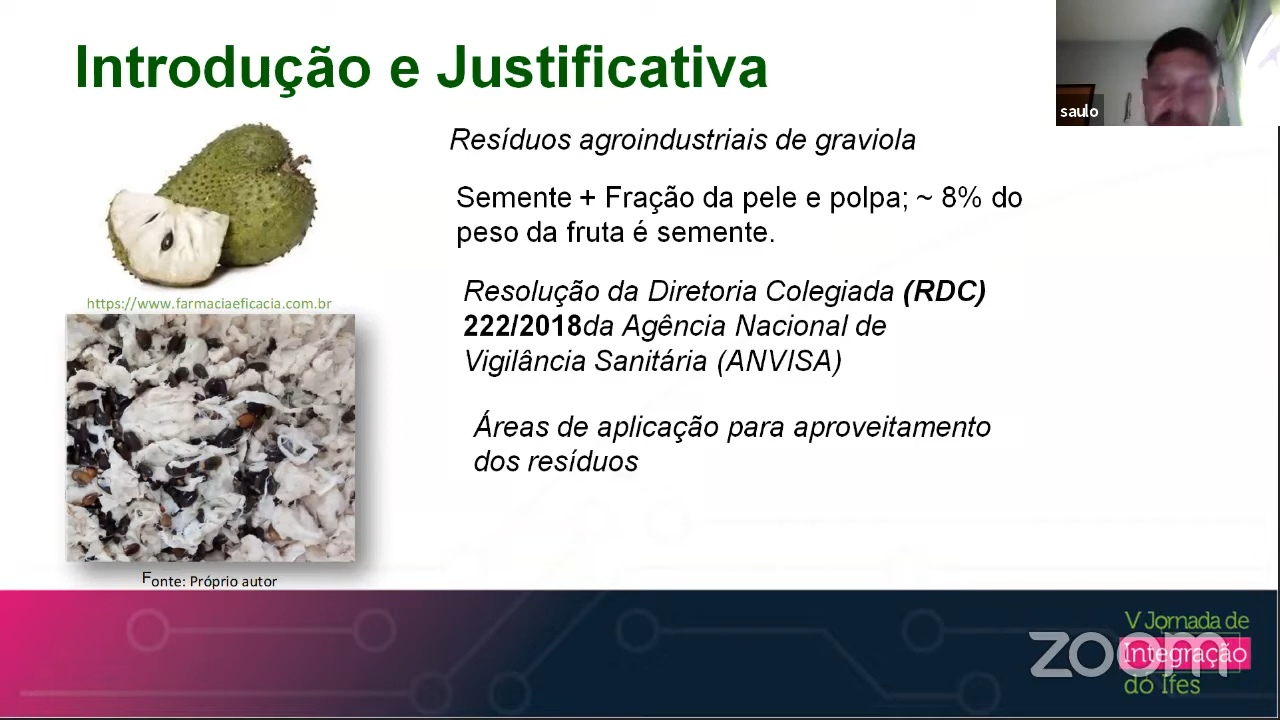 Introdução e Justificativa
saulo
Resíduos agroindustriais de graviola
Semente + Fração da pele e polpa; ~ 8% do
peso da fruta é semente.
Resolução da Diretoria Colegiada (RDC)
222/2018da Agência Nacional de
Vigilância Sanitária (ANVISA)
Áreas de aplicação para aproveitamento
dos resíduos
https://www.farmaciaeficacia.com.br
Fonte: Próprio autor
V Jornada de
Integração
do Ifes
zoom